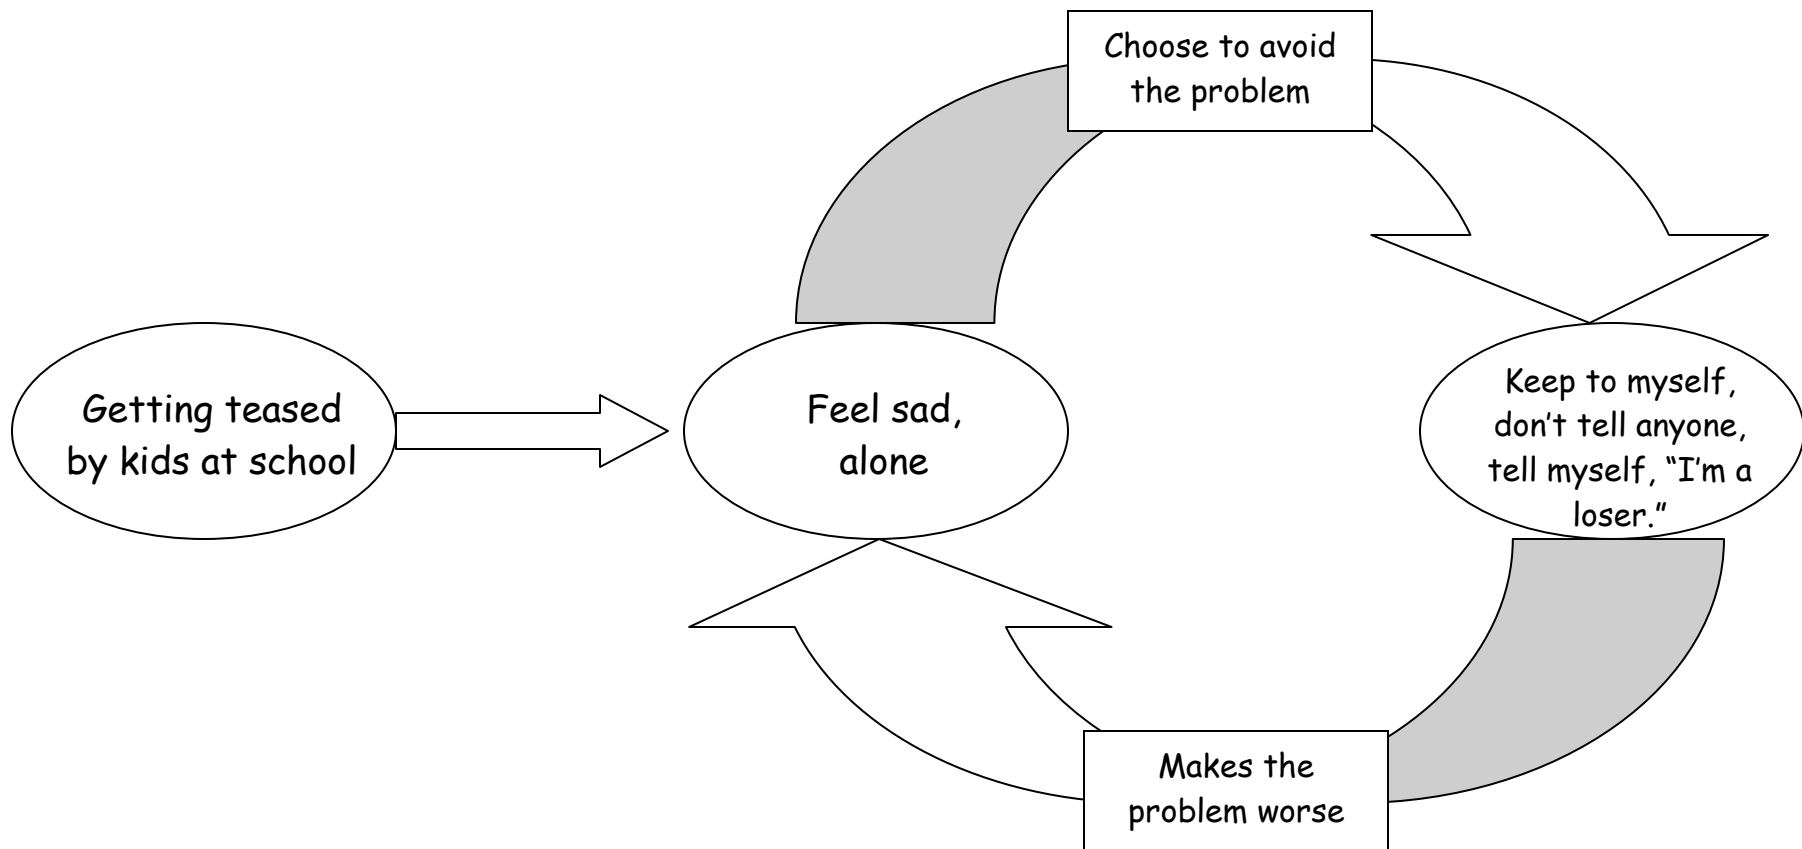 Choose to avoid
the problem
Getting teased
by kids at school
Feel sad,
alone
Keep to myself,
don’t tell anyone,
tell myself, “I’m a
loser.”
Makes the
problem worse